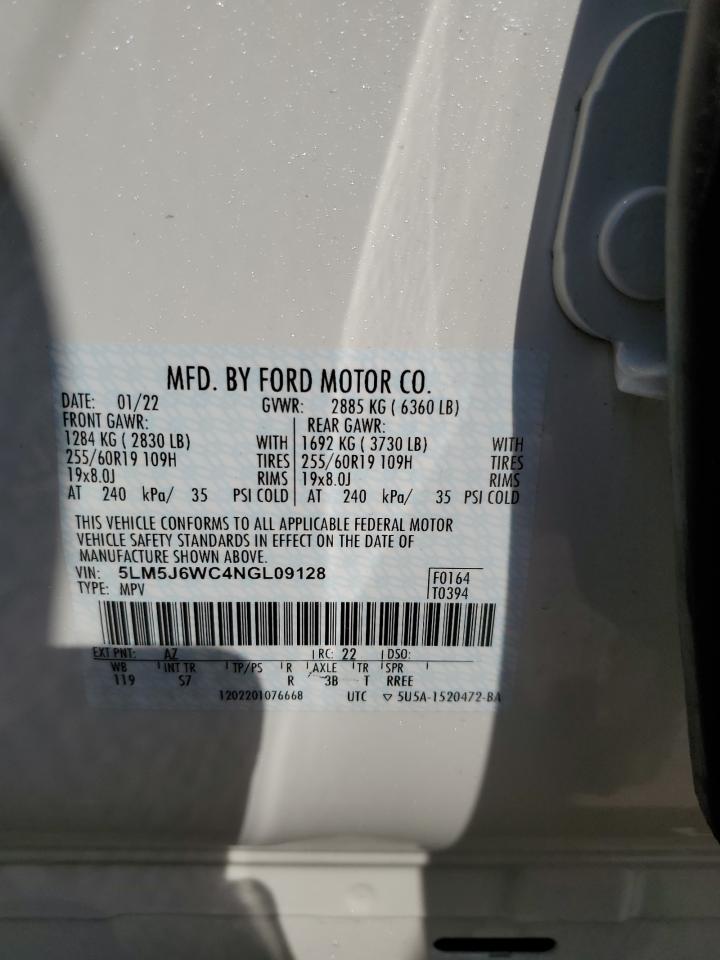 MFD. BY FORD MOTOR CO.
DATE: 01/22 GVWR: 2885 KG ( 6360 LB)
FRONT GAWR: REAR GAWR:
1284 KG ( 2830 LB) WITH 1692 KG ( 3730 LB) WITH
255/60R19 109H TIRES 255/60R19 109H TIRES
19x8.0J RIMS 19x8.0J RIMS
AT 240 kPa/ 35 PSI COLD AT 240 kPa/ 35 PSI COLD
THIS VEHICLE CONFORMS TO ALL APPLICABLE FEDERAL MOTOR
VEHICLE SAFETY STANDARDS IN EFFECT ON THE DATE OF
MANUFACTURE SHOWN ABOVE.
VIN: 5LM5J6WC4NGL09128 F0164
TYPE: MPV T0394
EXT PNT: AZ RC: 22 DSO:
WB INT TR TP/PS R AXLE TR SPR
119 S7 R 3B T RREE
1202201076668 UTC ▽ 5U5A-1520472-BA